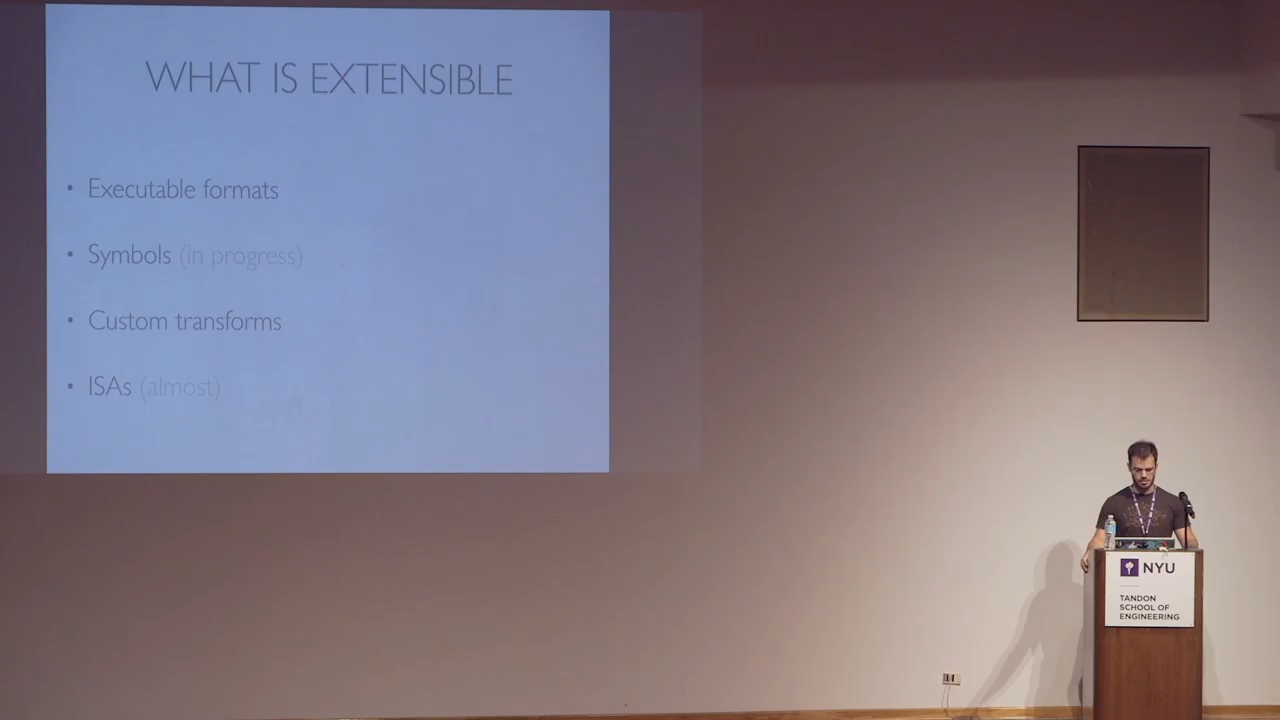 WHAT IS EXTENSIBLE
• Executable formats
• Symbols (in progress)
• Custom transforms
• ISAs (almost)
NYU
TANDON
SCHOOL OF
ENGINEERING